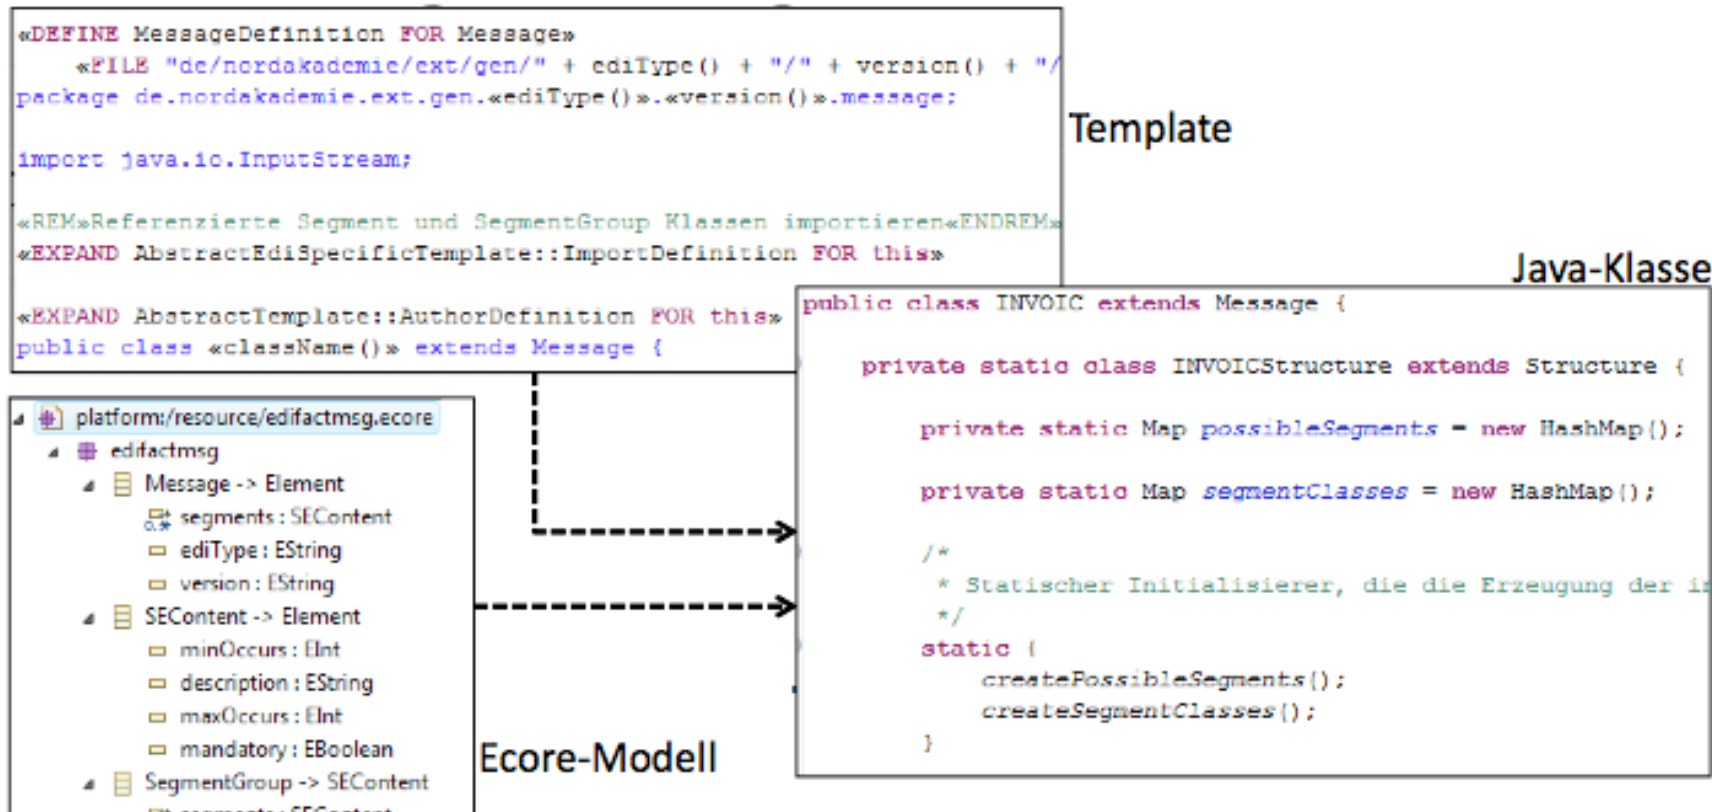 «DEFINE MessageDefinition FOR Message»
«FILE "de/nordakademie/ext/gen/" + ediType() + "/" + version() + "/
package de.nordakademie.ext.gen.«ediType()».«version()».message;
import java.io.InputStream;
«REM»Referenzierte Segment und SegmentGroup Klassen importieren«ENDREM»
«EXPAND AbstractEdiSpecificTemplate::ImportDefinition FOR this»
«EXPAND AbstractTemplate::AuthorDefinition FOR this»
public class «className()» extends Message {
Template
Java-Klasse
public class INVOIC extends Message {
private static class INVOICStructure extends Structure {
private static Map possibleSegments = new HashMap();
private static Map segmentClasses = new HashMap();
/*
* Statischer Initialisierer, die die Erzeugung der
*/
static {
createPossibleSegments();
createSegmentClasses();
}
platform:/resource/edifactmsg.ecore
edifactmsg
Message -> Element
0..* segments : SEContent
ediType : EString
version : EString
SEContent -> Element
minOccurs : EInt
description : EString
maxOccurs : EInt
mandatory : EBoolean
SegmentGroup -> SEContent
segments : SEContent
Ecore-Modell